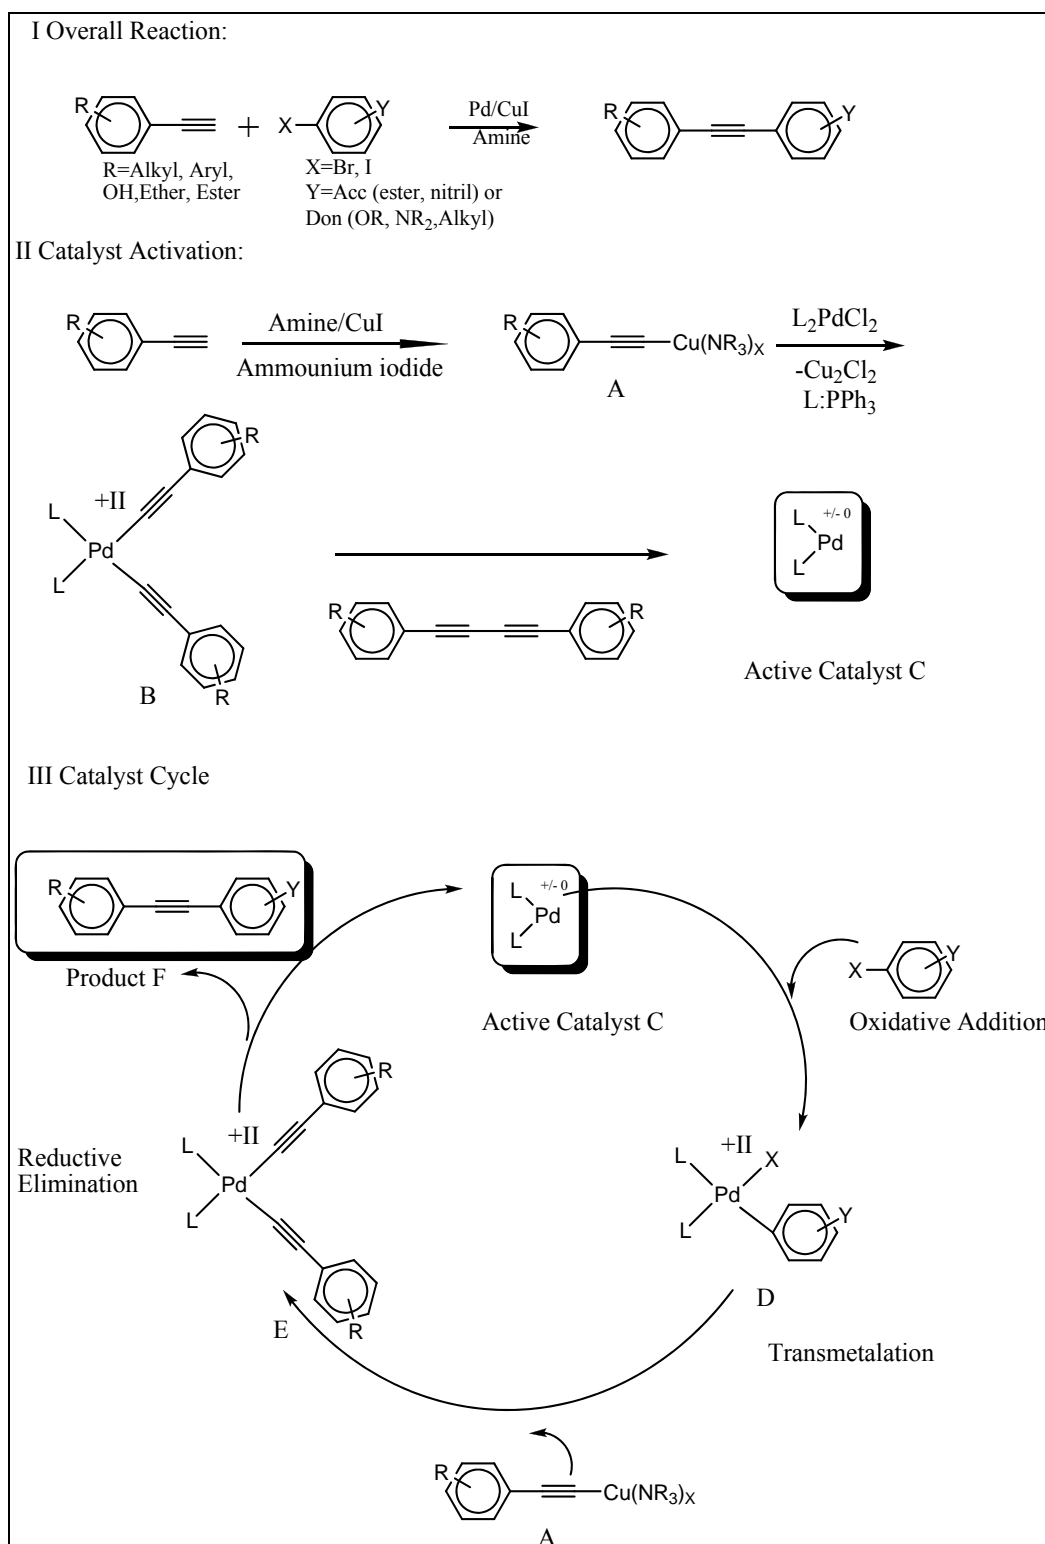 I Overall Reaction:
R
+
X
Y
Pd/CuI
Amine
R
Y
R=Alkyl, Aryl,
OH,Ether, Ester
X=Br, I
Y=Acc (ester, nitril) or
Don (OR, NR2,Alkyl)
II Catalyst Activation:
R
Amine/CuI
Ammounium iodide
R
Cu(NR3)X
A
L2PdCl2
-Cu2Cl2
L:PPh3
R
+II
L
Pd
L
R
B
R
R
L
+/- 0
Pd
L
Active Catalyst C
III Catalyst Cycle
R
Y
Product F
L
+/- 0
Pd
L
Active Catalyst C
X
Y
Oxidative Addition
Reductive
Elimination
R
+II
L
Pd
L
R
E
+II
L
X
Pd
L
Y
D
Transmetalation
R
Cu(NR3)X
A